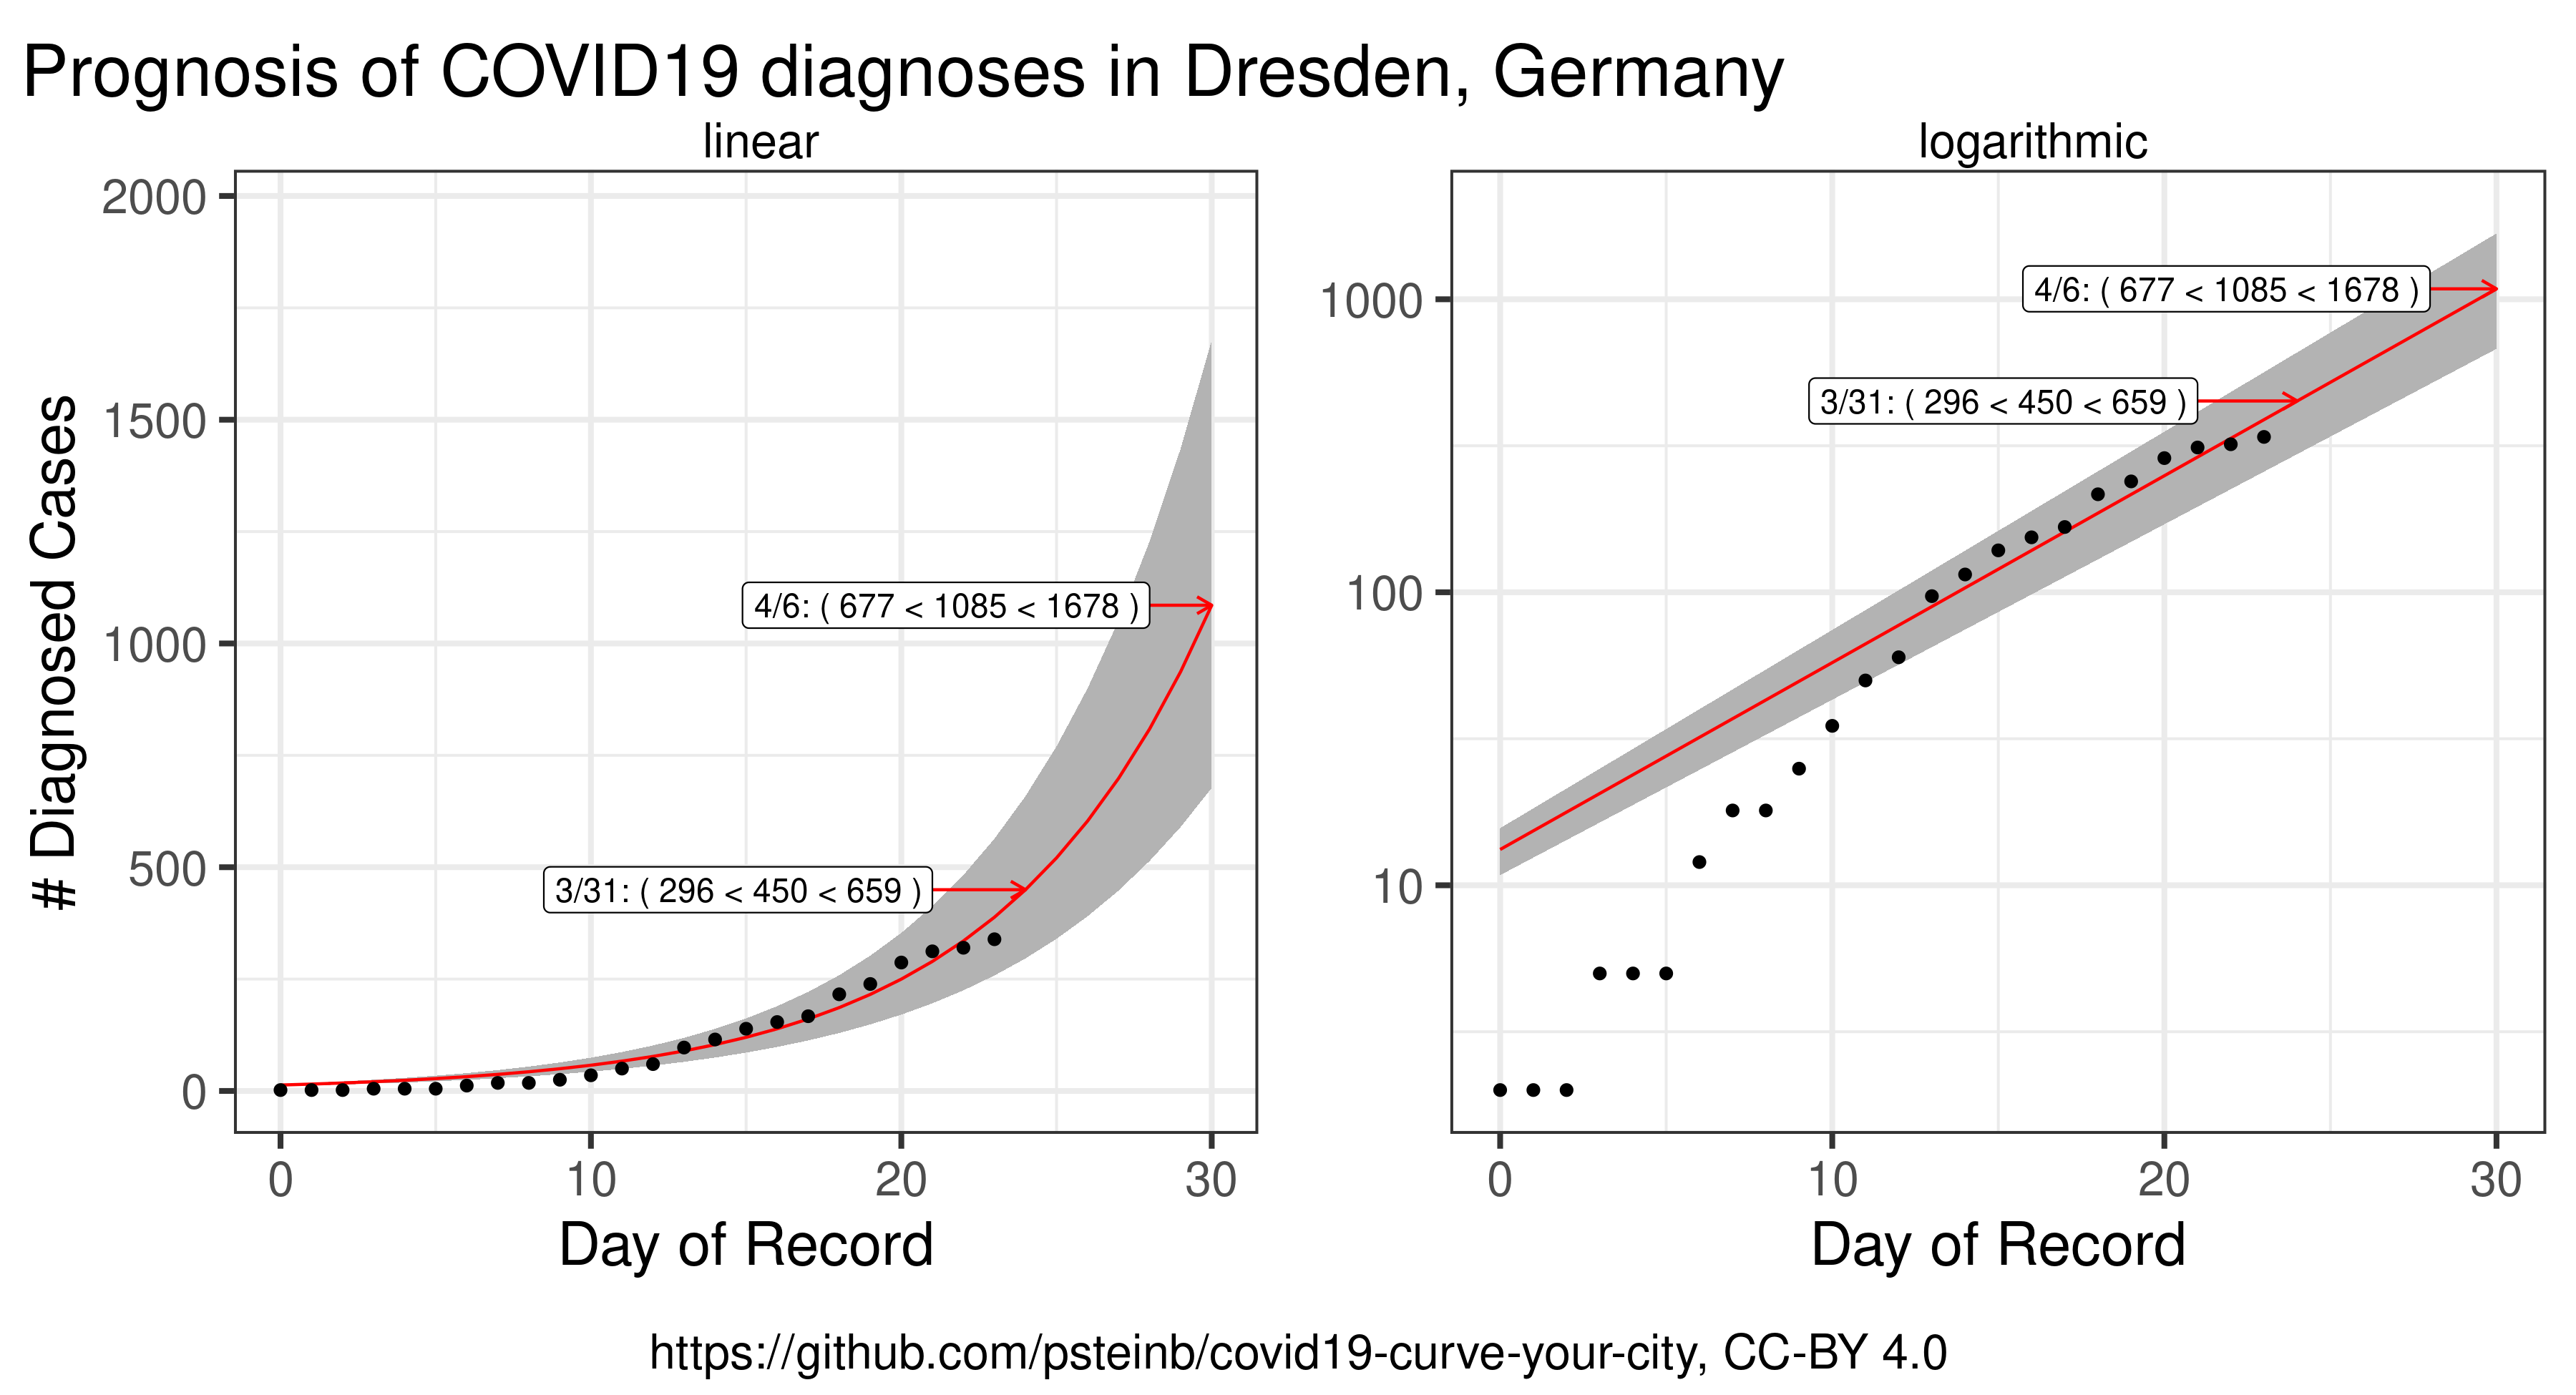 Prognosis of COVID19 diagnoses in Dresden, Germany
linear
# Diagnosed Cases
2000
1500
1000
500
0
4/6: ( 677 < 1085 < 1678 )
3/31: ( 296 < 450 < 659 )
0 10 20 30
Day of Record
logarithmic
1000
100
10
4/6: ( 677 < 1085 < 1678 )
3/31: ( 296 < 450 < 659 )
0 10 20 30
Day of Record
https://github.com/psteinb/covid19-curve-your-city, CC-BY 4.0